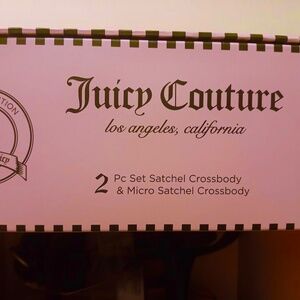 Juicy Couture
los angeles, california
2 Pc Set Satchel Crossbody
& Micro Satchel Crossbody